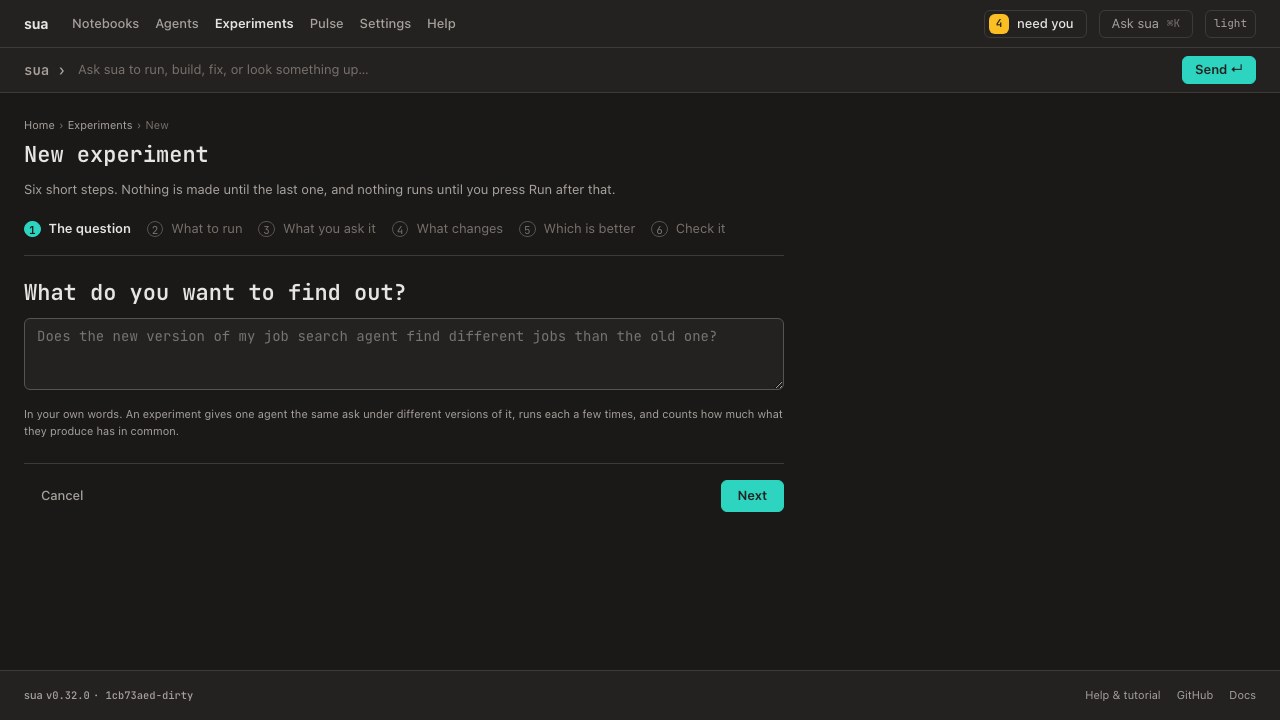 sua Notebooks Agents Experiments Pulse Settings Help 4 need you Ask sua ⌘K light
sua › Ask sua to run, build, fix, or look something up... Send ↵
Home › Experiments › New
New experiment
Six short steps. Nothing is made until the last one, and nothing runs until you press Run after that.
1 The question 2 What to run 3 What you ask it 4 What changes 5 Which is better 6 Check it
What do you want to find out?
Does the new version of my job search agent find different jobs than the old one?
In your own words. An experiment gives one agent the same ask under different versions of it, runs each a few times, and counts how much what
they produce has in common.
Cancel Next
sua v0.32.0 · 1cb73aed-dirty Help & tutorial GitHub Docs